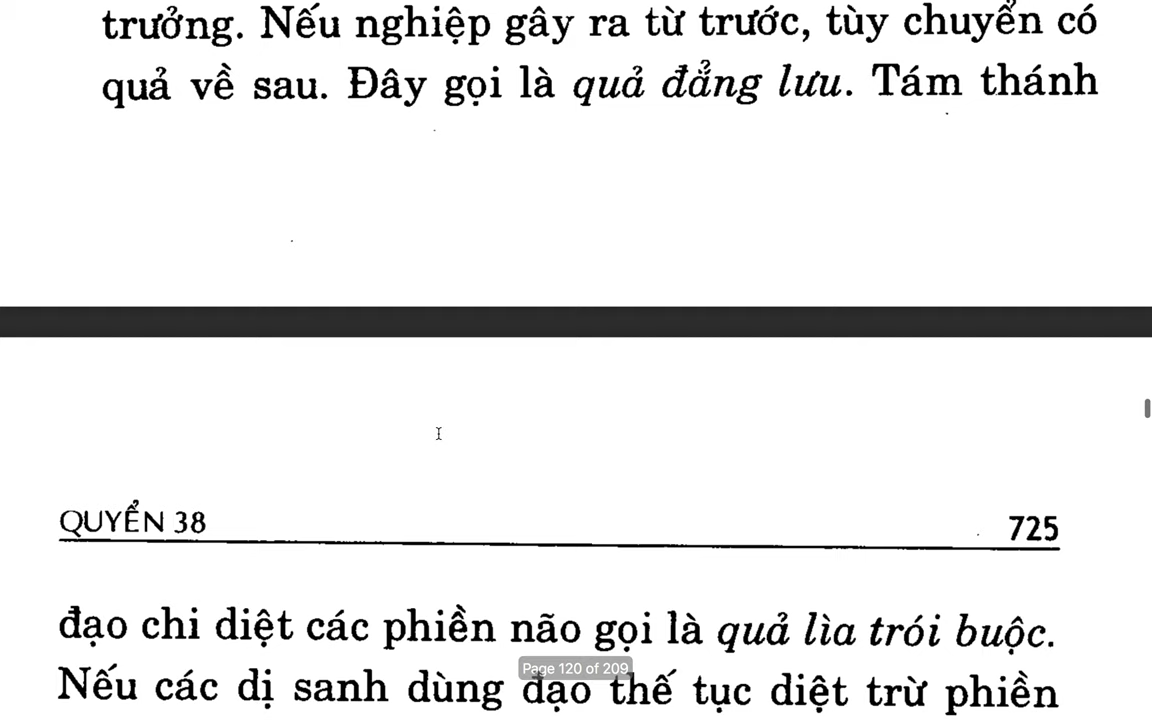 trưởng. Nếu nghiệp gây ra từ trước, tùy chuyển có
quả về sau. Đây gọi là quả đẳng lưu. Tám thánh
QUYỂN 38 725
đạo chi diệt các phiền não gọi là quả lìa trói buộc.
Page 120 of 209
Nếu các dị sanh dùng đạo thế tục diệt trừ phiền